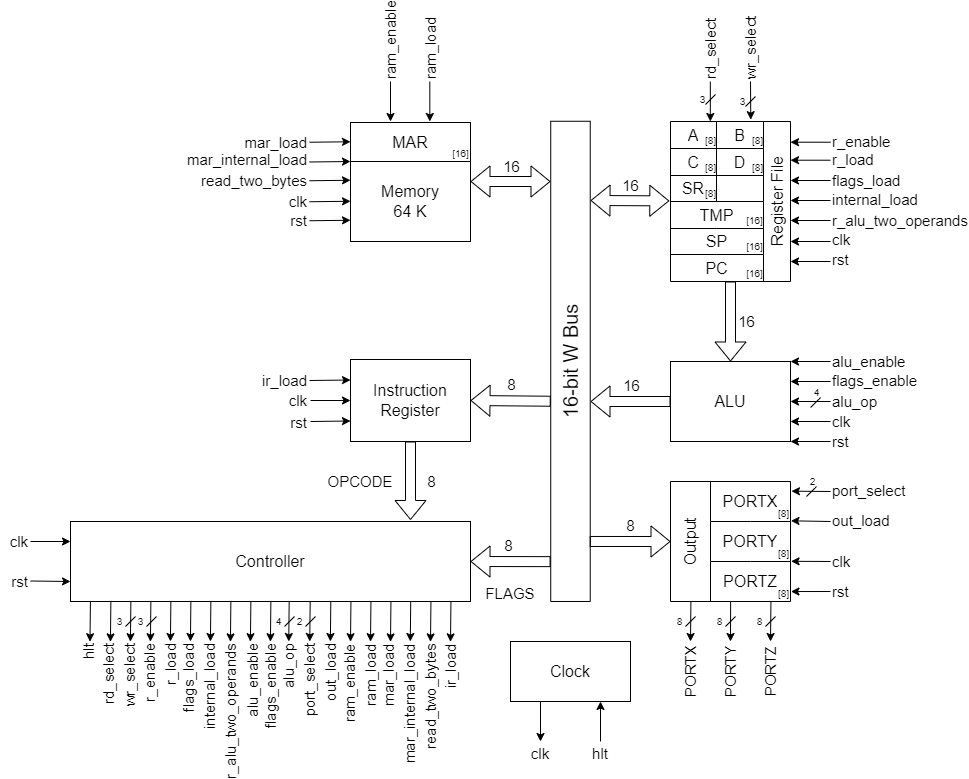 ram_enable
ram_load
rd_select
wr_select
3
3
mar_load
mar_internal_load
read_two_bytes
clk
rst
MAR
[16]
Memory
64 K
16
16-bit W Bus
16
A [8]
B [8]
C [8]
D [8]
SR [8]
TMP [16]
SP [16]
PC [16]
Register File
r_enable
r_load
flags_load
internal_load
r_alu_two_operands
clk
rst
16
ir_load
clk
rst
Instruction
Register
8
16
ALU
alu_enable
flags_enable
4
alu_op
clk
rst
OPCODE
8
clk
rst
Controller
8
FLAGS
8
Output
PORTX
[8]
PORTY
[8]
PORTZ
[8]
2
port_select
out_load
clk
rst
8
8
8
PORTX
PORTY
PORTZ
3
3
4
2
hlt
rd_select
wr_select
r_enable
r_load
flags_load
internal_load
r_alu_two_operands
alu_enable
flags_enable
alu_op
port_select
out_load
ram_enable
ram_load
mar_load
mar_internal_load
read_two_bytes
ir_load
Clock
clk
hlt